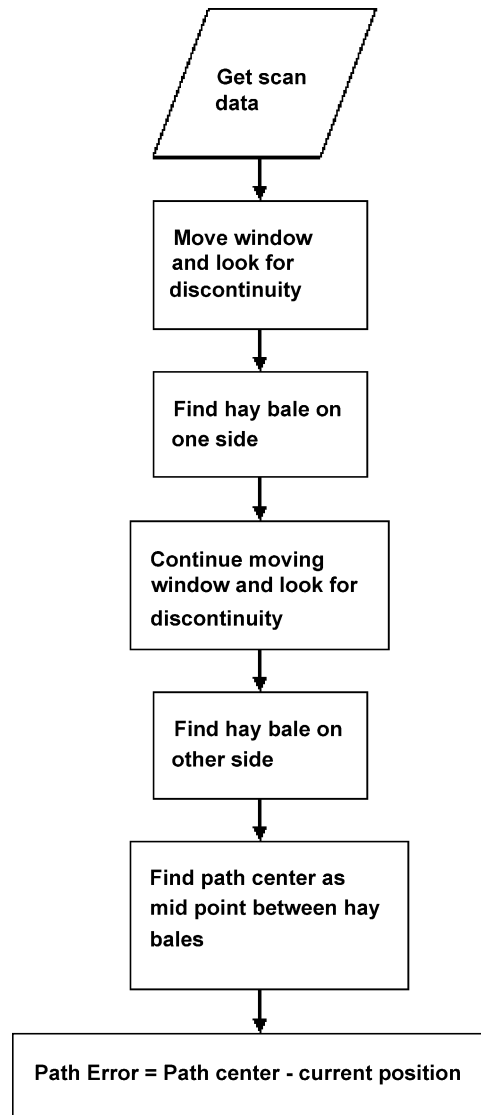 Get scan
data
Move window
and look for
discontinuity
Find hay bale on
one side
Continue moving
window and look for
discontinuity
Find hay bale on
other side
Find path center as
mid point between hay
bales
Path Error = Path center - current position